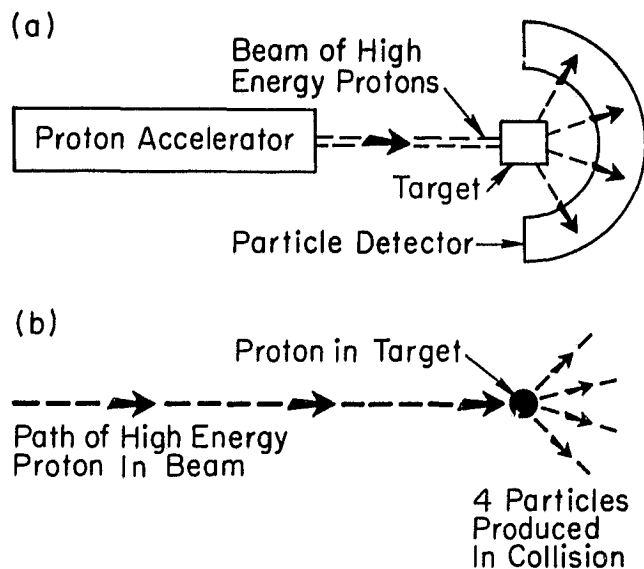 (a)
Beam of High
Energy Protons
Proton Accelerator
Target
Particle Detector
(b)
Proton in Target
Path of High Energy
Proton In Beam
4 Particles
Produced
In Collision